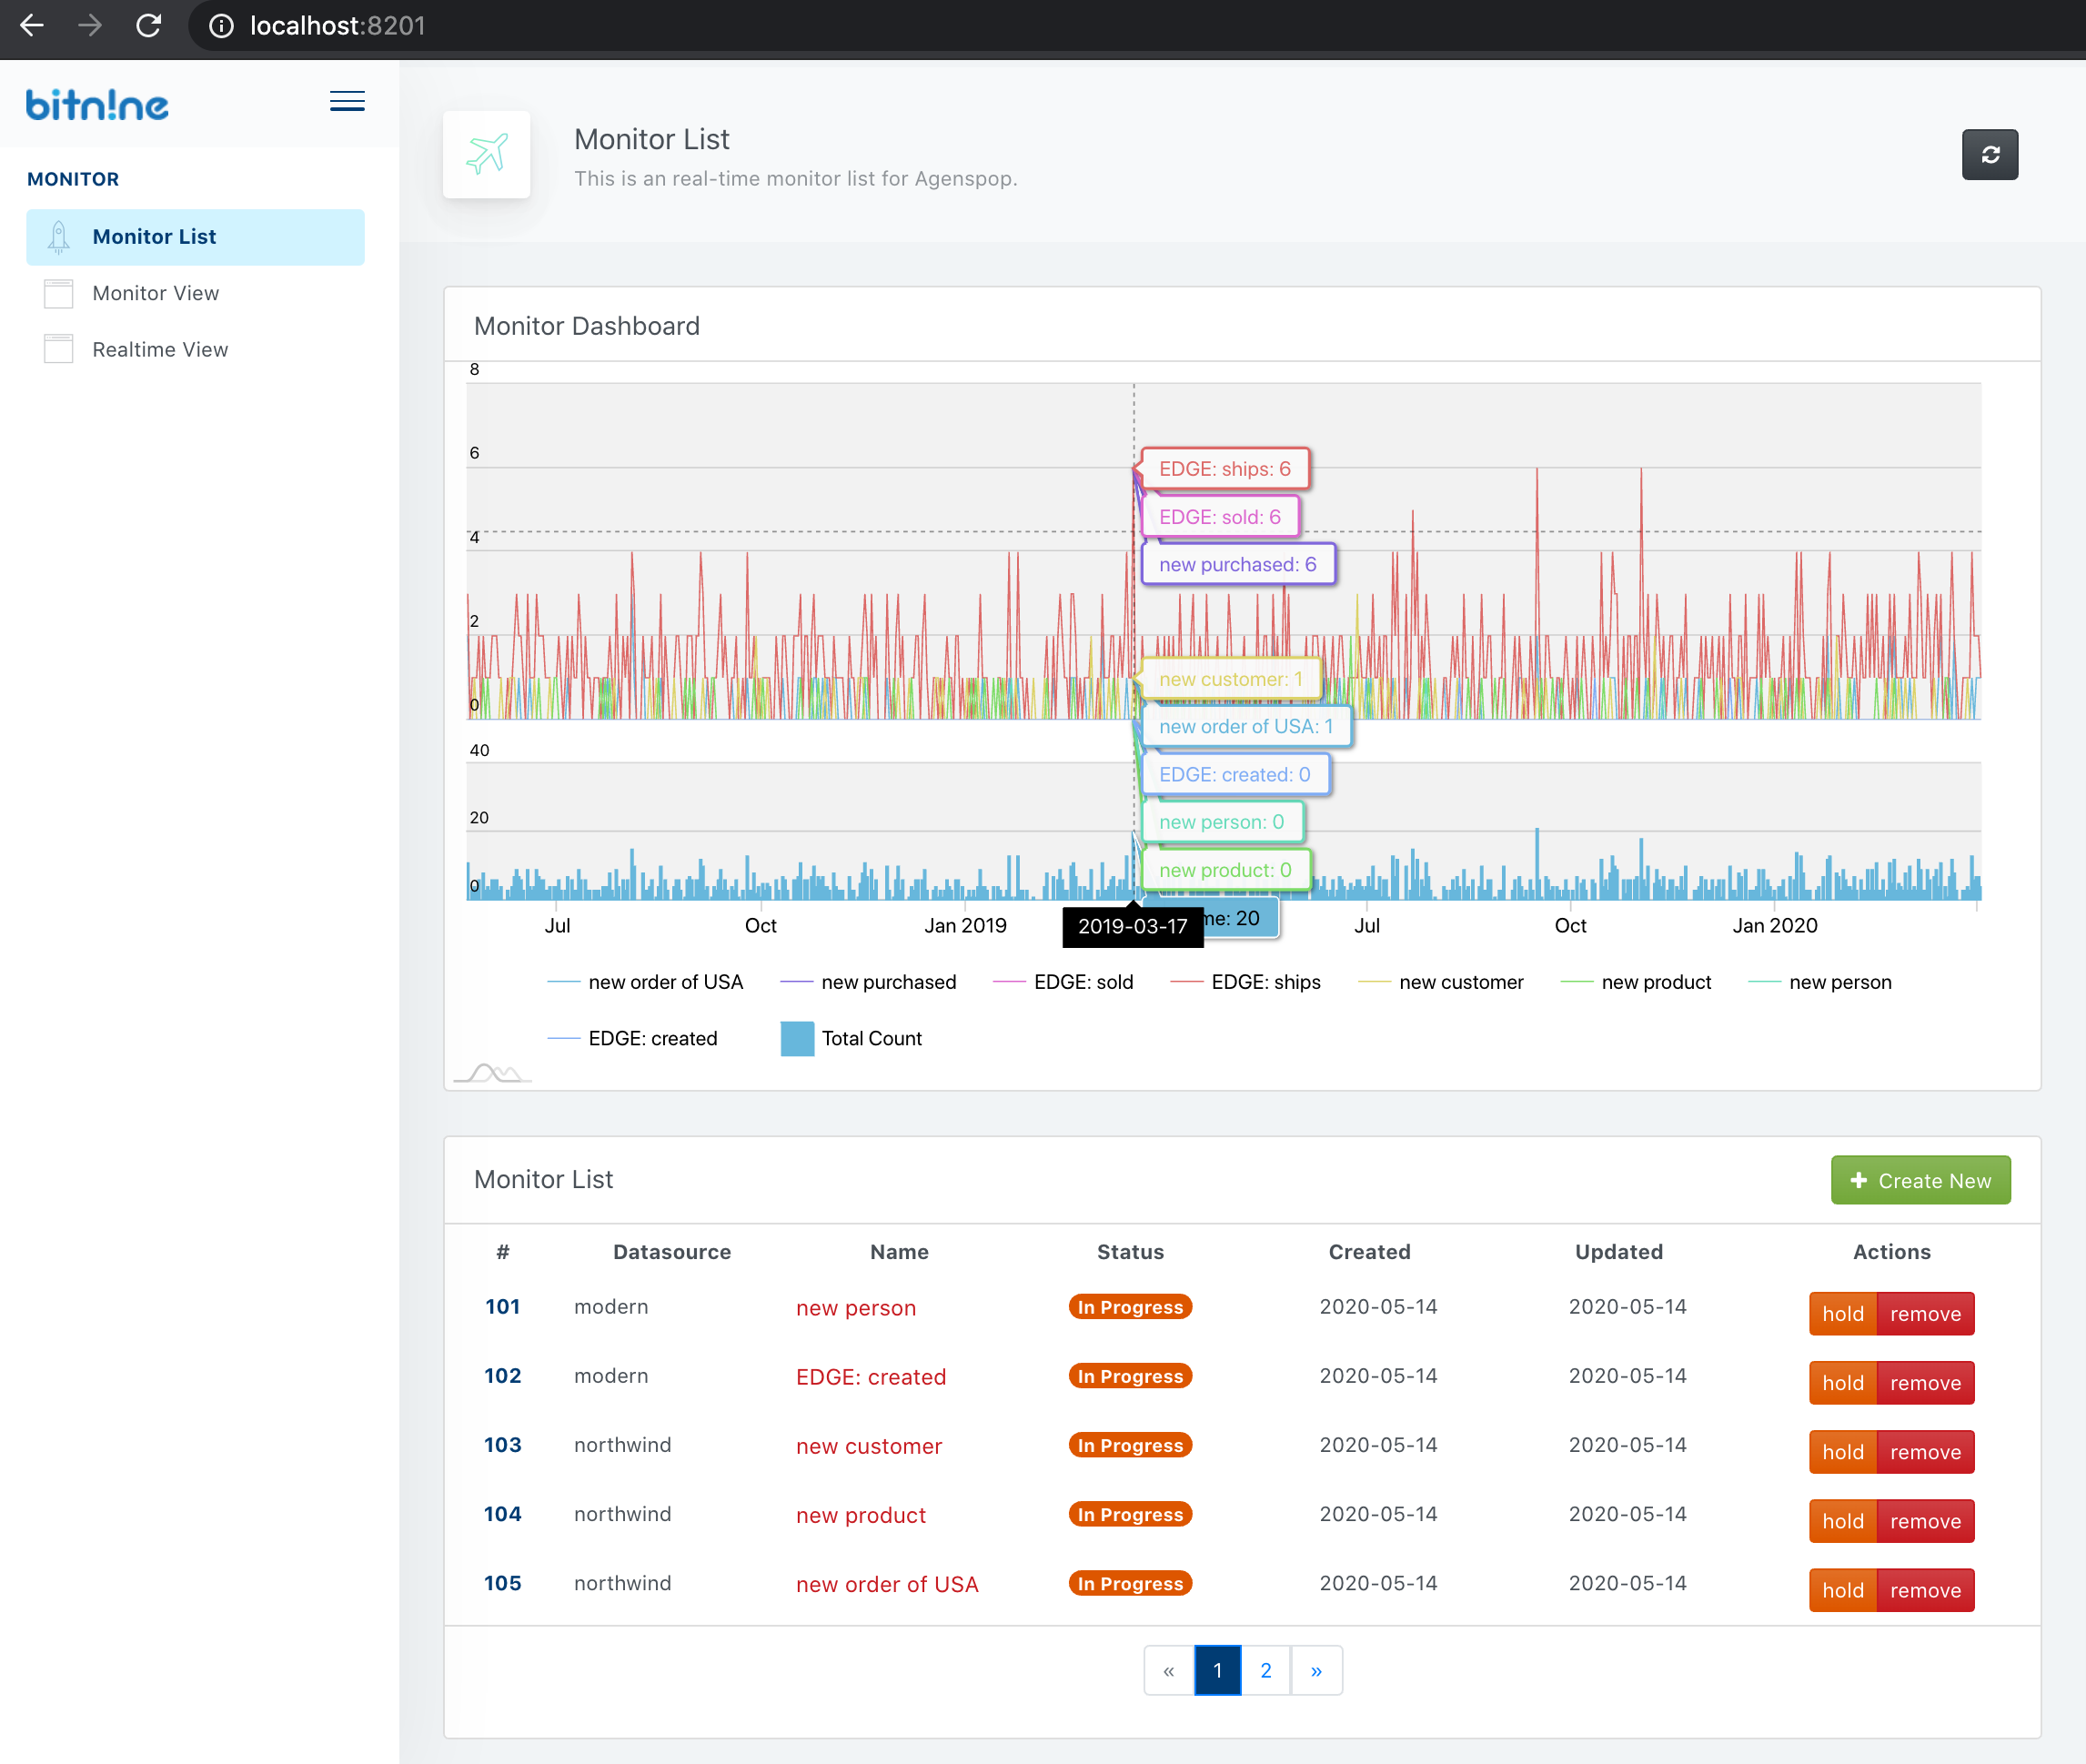 localhost:8201
bitn!ne
MONITOR
Monitor List
Monitor View
Realtime View
Monitor List
This is an real-time monitor list for Agenspop.
Monitor Dashboard
8
6
4
2
0
EDGE: ships: 6
EDGE: sold: 6
new purchased: 6
new customer: 1
new order of USA: 1
EDGE: created: 0
new person: 0
new product: 0
me: 20
40
20
0
Jul Oct Jan 2019 2019-03-17 Jul Oct Jan 2020
new order of USA new purchased EDGE: sold EDGE: ships new customer new product new person
EDGE: created Total Count
Monitor List
+ Create New
# Datasource Name Status Created Updated Actions
101 modern new person In Progress 2020-05-14 2020-05-14 hold remove
102 modern EDGE: created In Progress 2020-05-14 2020-05-14 hold remove
103 northwind new customer In Progress 2020-05-14 2020-05-14 hold remove
104 northwind new product In Progress 2020-05-14 2020-05-14 hold remove
105 northwind new order of USA In Progress 2020-05-14 2020-05-14 hold remove
« 1 2 »